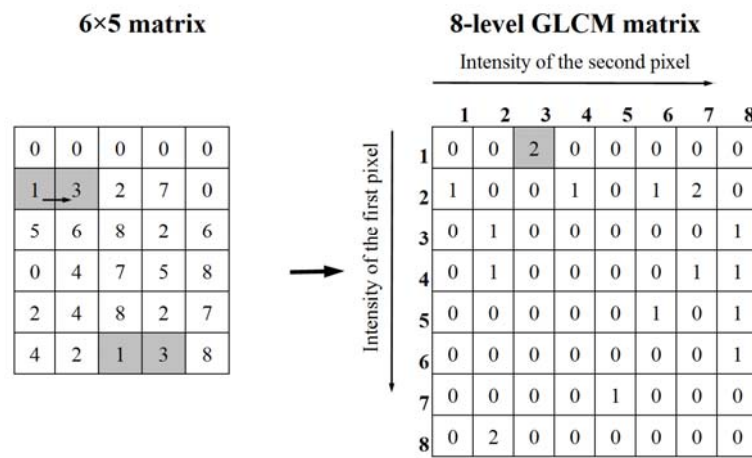 6×5 matrix
8-level GLCM matrix
Intensity of the second pixel
Intensity of the first pixel
0 0 0 0 0
1 3 2 7 0
5 6 8 2 6
0 4 7 5 8
2 4 8 2 7
4 2 1 3 8
1 2 3 4 5 6 7 8
1 0 0 2 0 0 0 0 0
2 1 0 0 1 0 1 2 0
3 0 1 0 0 0 0 0 1
4 0 1 0 0 0 0 1 1
5 0 0 0 0 0 1 0 1
6 0 0 0 0 0 0 0 1
7 0 0 0 0 1 0 0 0
8 0 2 0 0 0 0 0 0